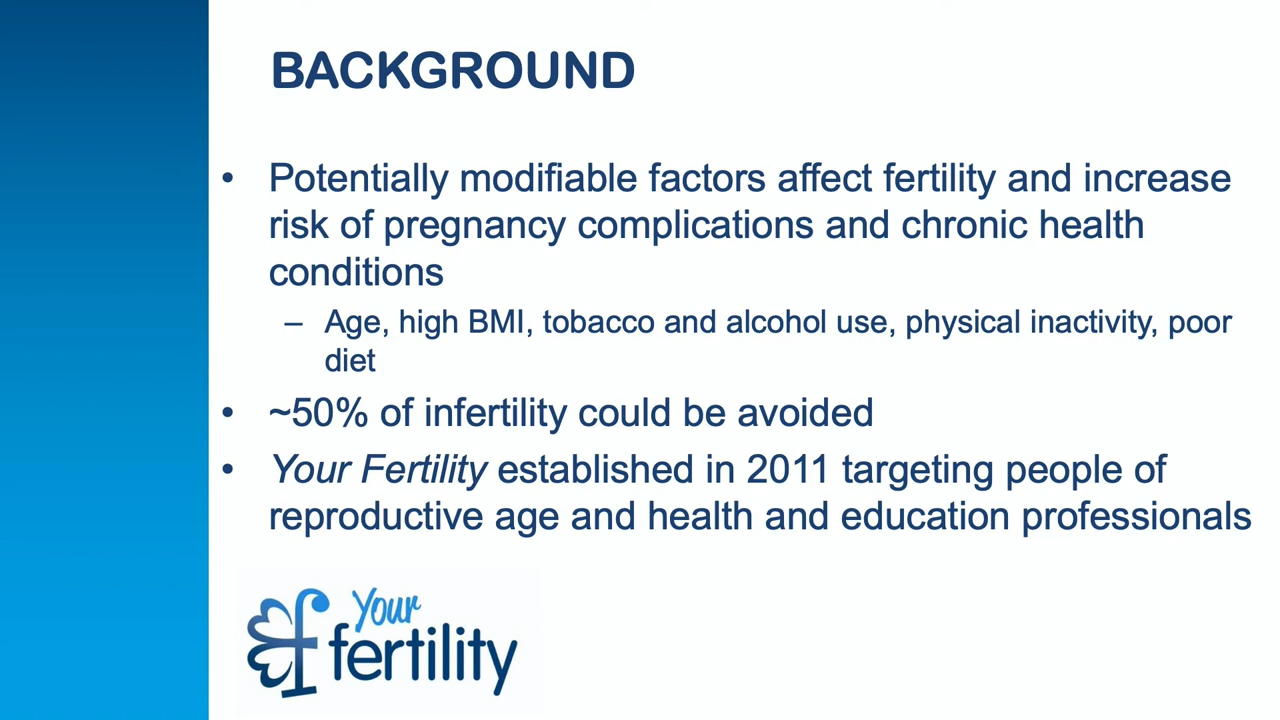 BACKGROUND
• Potentially modifiable factors affect fertility and increase
risk of pregnancy complications and chronic health
conditions
– Age, high BMI, tobacco and alcohol use, physical inactivity, poor
diet
• ~50% of infertility could be avoided
• Your Fertility established in 2011 targeting people of
reproductive age and health and education professionals
Your
fertility